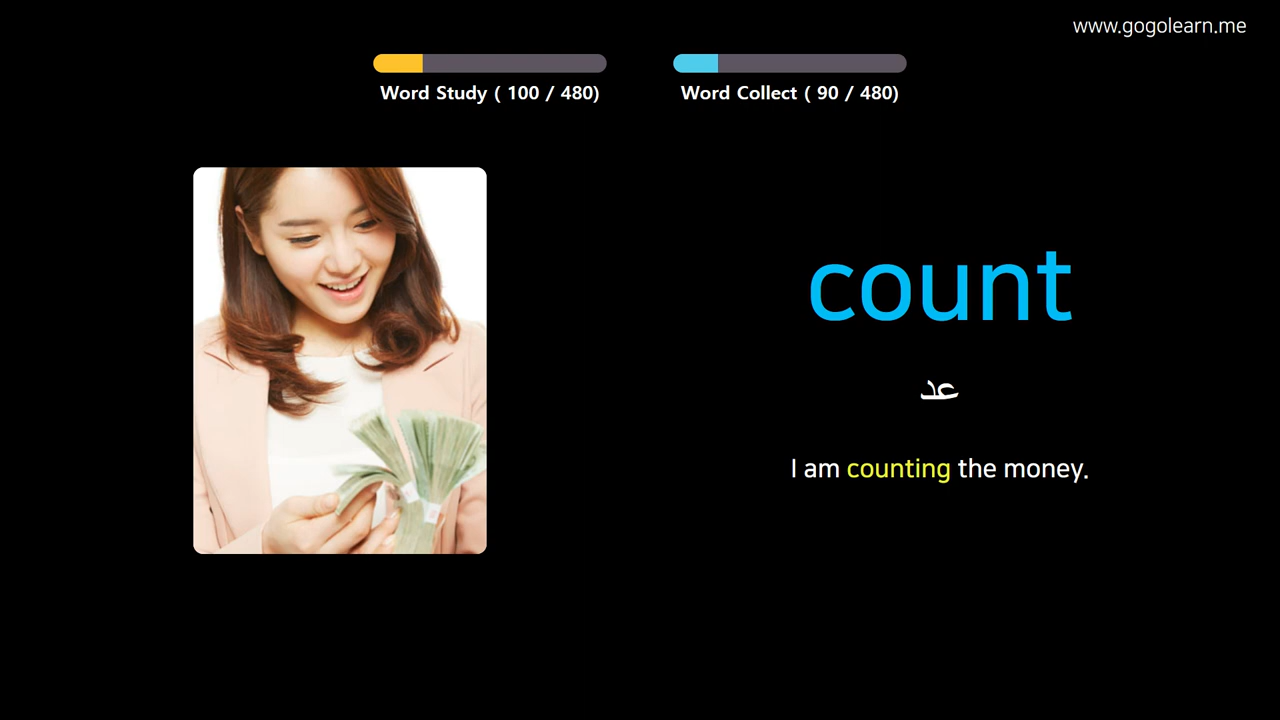 www.gogolearn.me
Word Study ( 100 / 480)
Word Collect ( 90 / 480)
count
عد
I am counting the money.